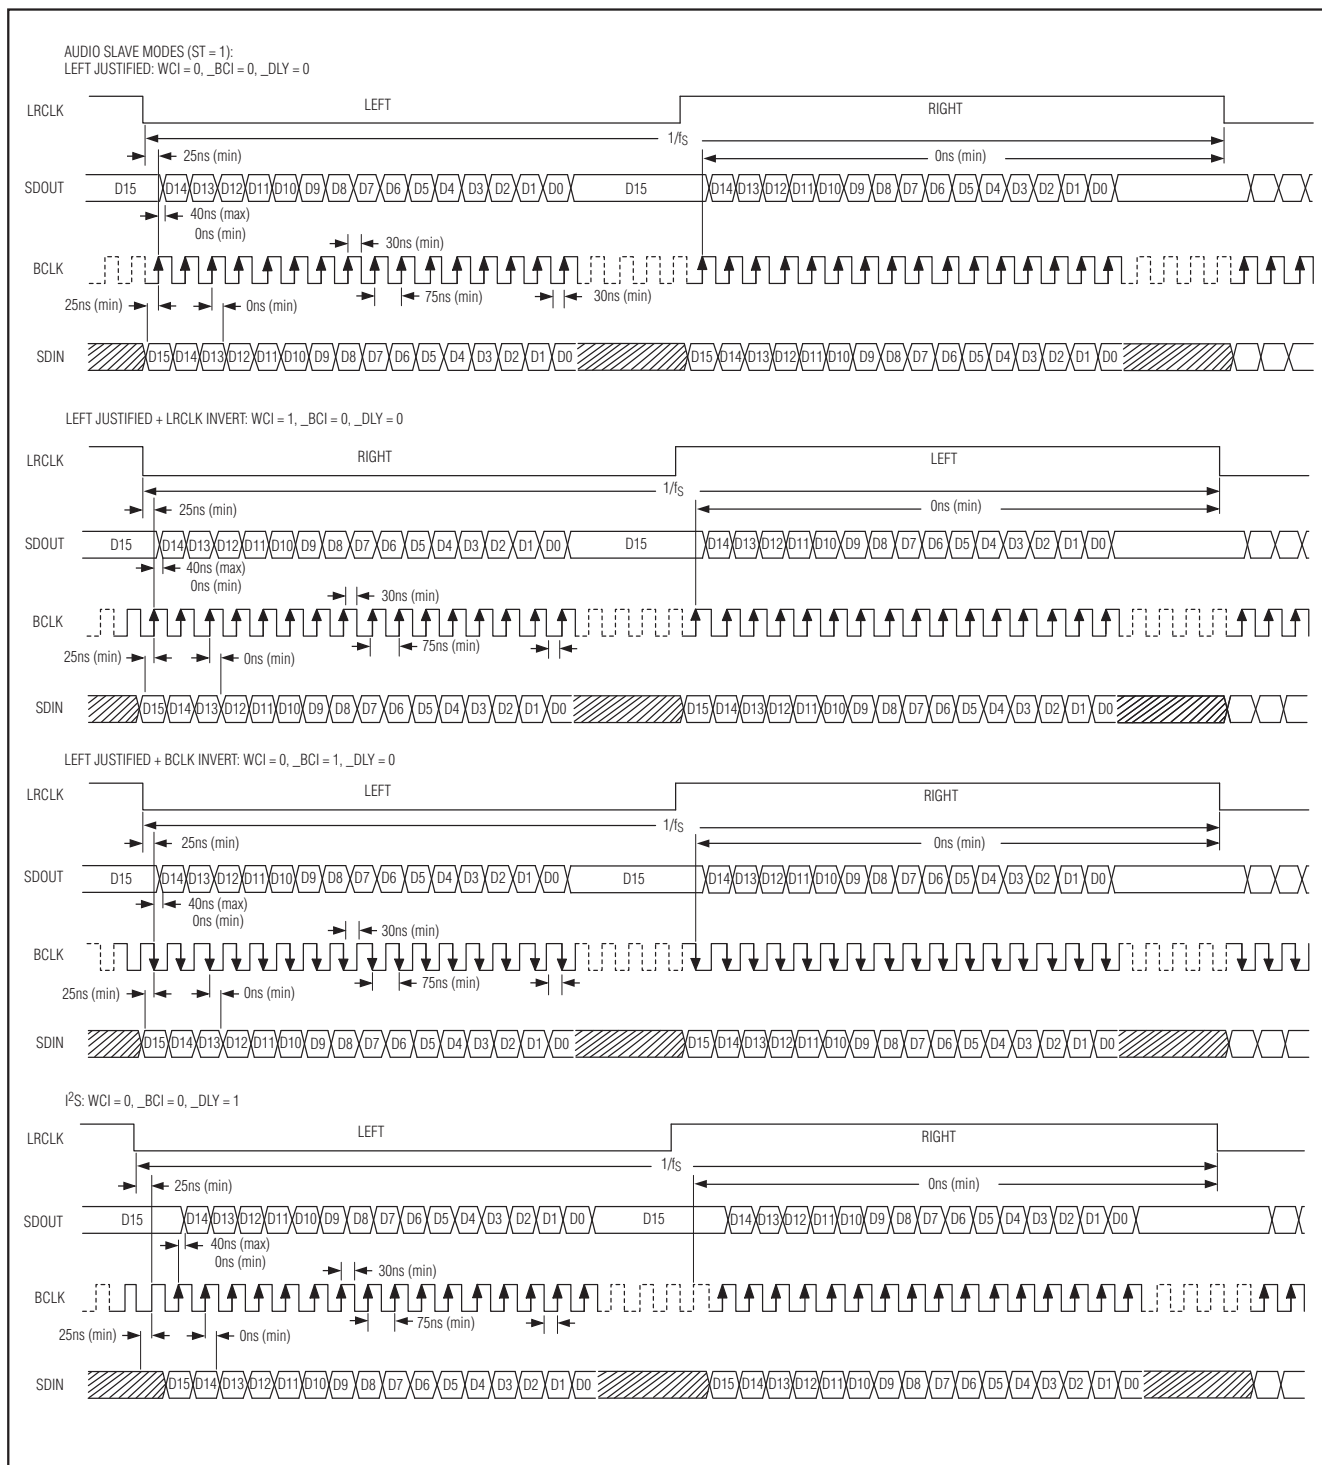 AUDIO SLAVE MODES (ST = 1):
LEFT JUSTIFIED: WCI = 0, _BCI = 0, _DLY = 0
LRCLK LEFT RIGHT
1/fS
25ns (min) 0ns (min)
SDOUT D15 D14 D13 D12 D11 D10 D9 D8 D7 D6 D5 D4 D3 D2 D1 D0 D15 D14 D13 D12 D11 D10 D9 D8 D7 D6 D5 D4 D3 D2 D1 D0
40ns (max)
0ns (min) 30ns (min)
BCLK
25ns (min) 0ns (min) 75ns (min) 30ns (min)
SDIN D15 D14 D13 D12 D11 D10 D9 D8 D7 D6 D5 D4 D3 D2 D1 D0 D15 D14 D13 D12 D11 D10 D9 D8 D7 D6 D5 D4 D3 D2 D1 D0
LEFT JUSTIFIED + LRCLK INVERT: WCI = 1, _BCI = 0, _DLY = 0
LRCLK RIGHT LEFT
1/fS
25ns (min) 0ns (min)
SDOUT D15 D14 D13 D12 D11 D10 D9 D8 D7 D6 D5 D4 D3 D2 D1 D0 D15 D14 D13 D12 D11 D10 D9 D8 D7 D6 D5 D4 D3 D2 D1 D0
40ns (max)
0ns (min) 30ns (min)
BCLK
25ns (min) 0ns (min) 75ns (min)
SDIN D15 D14 D13 D12 D11 D10 D9 D8 D7 D6 D5 D4 D3 D2 D1 D0 D15 D14 D13 D12 D11 D10 D9 D8 D7 D6 D5 D4 D3 D2 D1 D0
LEFT JUSTIFIED + BCLK INVERT: WCI = 0, _BCI = 1, _DLY = 0
LRCLK LEFT RIGHT
1/fS
25ns (min) 0ns (min)
SDOUT D15 D14 D13 D12 D11 D10 D9 D8 D7 D6 D5 D4 D3 D2 D1 D0 D15 D14 D13 D12 D11 D10 D9 D8 D7 D6 D5 D4 D3 D2 D1 D0
40ns (max)
0ns (min) 30ns (min)
BCLK
25ns (min) 0ns (min) 75ns (min)
SDIN D15 D14 D13 D12 D11 D10 D9 D8 D7 D6 D5 D4 D3 D2 D1 D0 D15 D14 D13 D12 D11 D10 D9 D8 D7 D6 D5 D4 D3 D2 D1 D0
I²S: WCI = 0, _BCI = 0, _DLY = 1
LRCLK LEFT RIGHT
1/fS
25ns (min) 0ns (min)
SDOUT D15 D14 D13 D12 D11 D10 D9 D8 D7 D6 D5 D4 D3 D2 D1 D0 D15 D14 D13 D12 D11 D10 D9 D8 D7 D6 D5 D4 D3 D2 D1 D0
40ns (max)
0ns (min) 30ns (min)
BCLK
25ns (min) 0ns (min) 75ns (min)
SDIN D15 D14 D13 D12 D11 D10 D9 D8 D7 D6 D5 D4 D3 D2 D1 D0 D15 D14 D13 D12 D11 D10 D9 D8 D7 D6 D5 D4 D3 D2 D1 D0